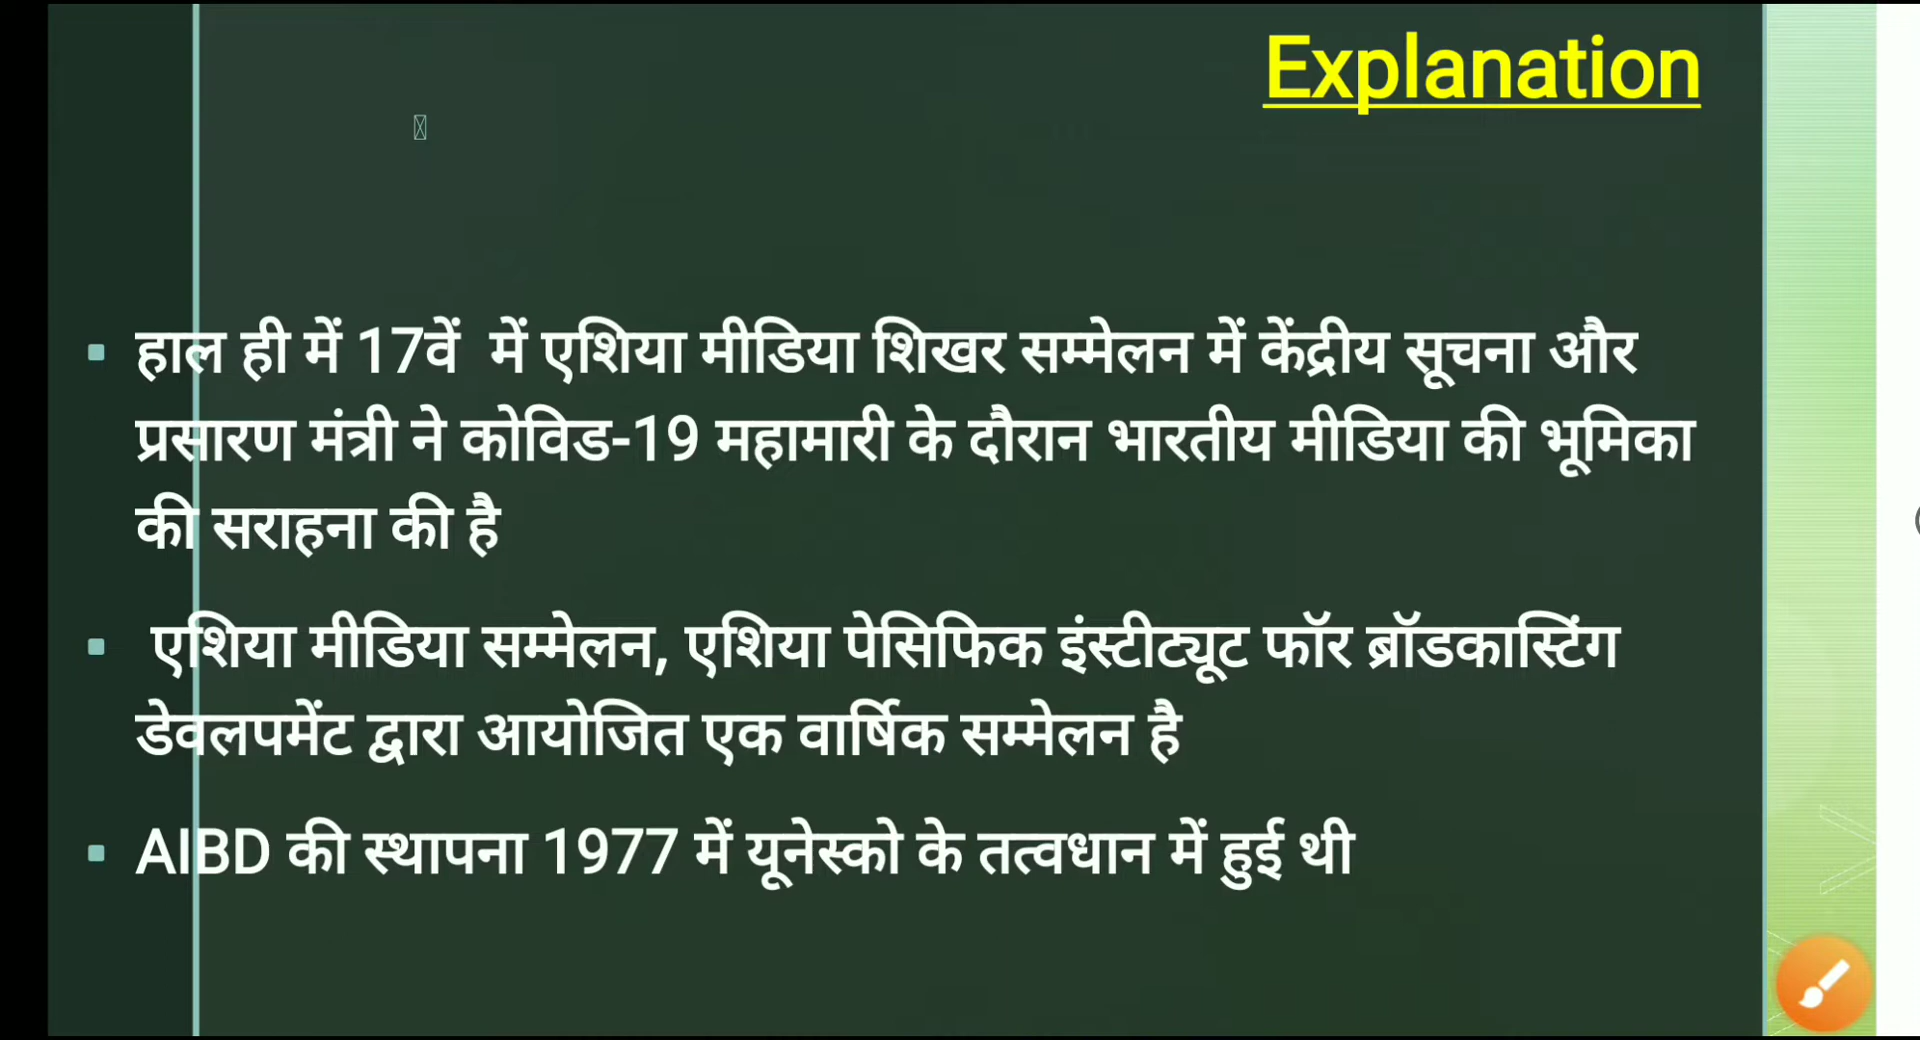 Explanation
हाल ही में 17वें में एशिया मीडिया शिखर सम्मेलन में केंद्रीय सूचना और
प्रसारण मंत्री ने कोविड-19 महामारी के दौरान भारतीय मीडिया की भूमिका
की सराहना की है
एशिया मीडिया सम्मेलन, एशिया पेसिफिक इंस्टीट्यूट फॉर ब्रॉडकास्टिंग
डेवलपमेंट द्वारा आयोजित एक वार्षिक सम्मेलन है
AIBD की स्थापना 1977 में यूनेस्को के तत्वधान में हुई थी